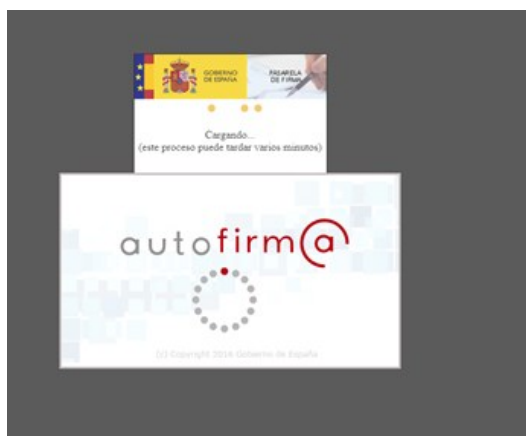 GOBIERNO
DE ESPAÑA
PASARELA
DE FIRMA
Cargando...
(este proceso puede tardar varios minutos)
autofirm@
(c) Copyright 2016 Gobierno de España